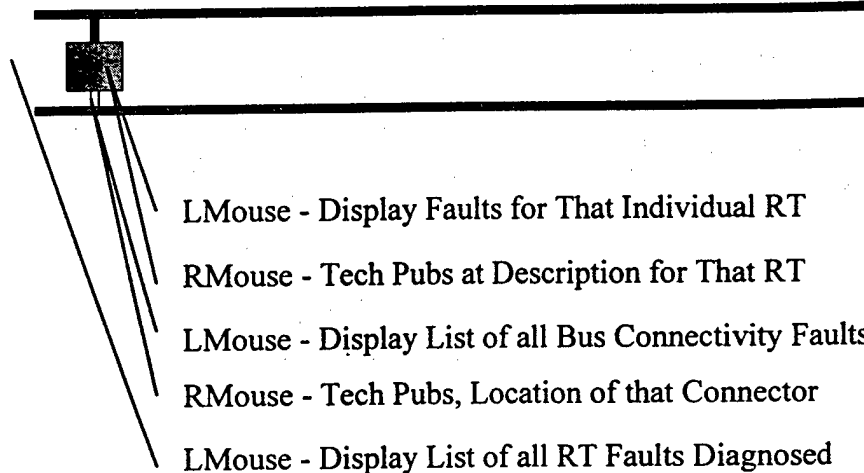 LMouse - Display Faults for That Individual RT
RMouse - Tech Pubs at Description for That RT
LMouse - Display List of all Bus Connectivity Faults
RMouse - Tech Pubs, Location of that Connector
LMouse - Display List of all RT Faults Diagnosed